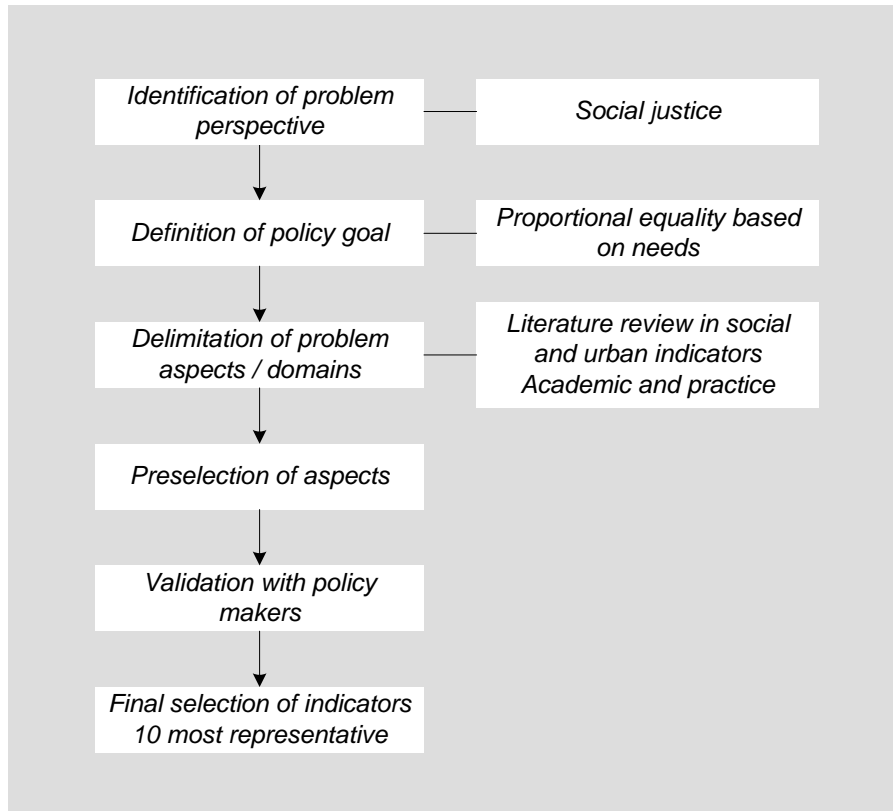 Identification of problem
perspective
Social justice
Definition of policy goal
Proportional equality based
on needs
Delimitation of problem
aspects / domains
Literature review in social
and urban indicators
Academic and practice
Preselection of aspects
Validation with policy
makers
Final selection of indicators
10 most representative